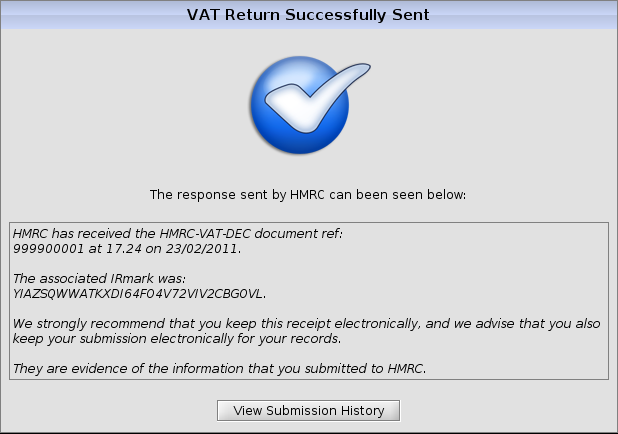 VAT Return Successfully Sent
The response sent by HMRC can been seen below:
HMRC has received the HMRC-VAT-DEC document ref:
999900001 at 17.24 on 23/02/2011.
The associated IRmark was:
YIAZSQWWATKXDI64FO4V72VIV2CBGOVL.
We strongly recommend that you keep this receipt electronically, and we advise that you also
keep your submission electronically for your records.
They are evidence of the information that you submitted to HMRC.
View Submission History